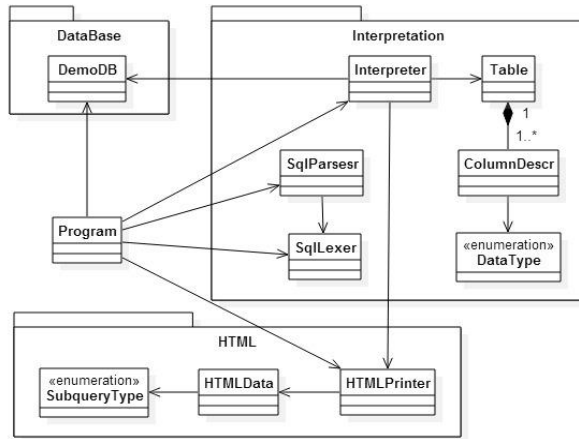 DataBase
Interpretation
DemoDB
Interpreter
Table
1
1..*
SqlParsesr
ColumnDescr
Program
SqlLexer
«enumeration»
DataType
HTML
«enumeration»
SubqueryType
HTMLData
HTMLPrinter